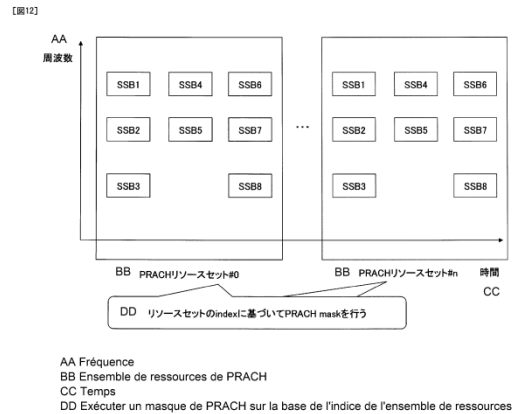 [図12]
AA
周波数
SSB1 SSB4 SSB6 SSB1 SSB4 SSB6
SSB2 SSB5 SSB7 … SSB2 SSB5 SSB7
SSB3 SSB8 SSB3 SSB8
BB PRACHリソースセット#0 BB PRACHリソースセット#n 時間
CC
DD リソースセットのindexに基づいてPRACH maskを行う
AA Fréquence
BB Ensemble de ressources de PRACH
CC Temps
DD Exécuter un masque de PRACH sur la base de l'indice de l'ensemble de ressources